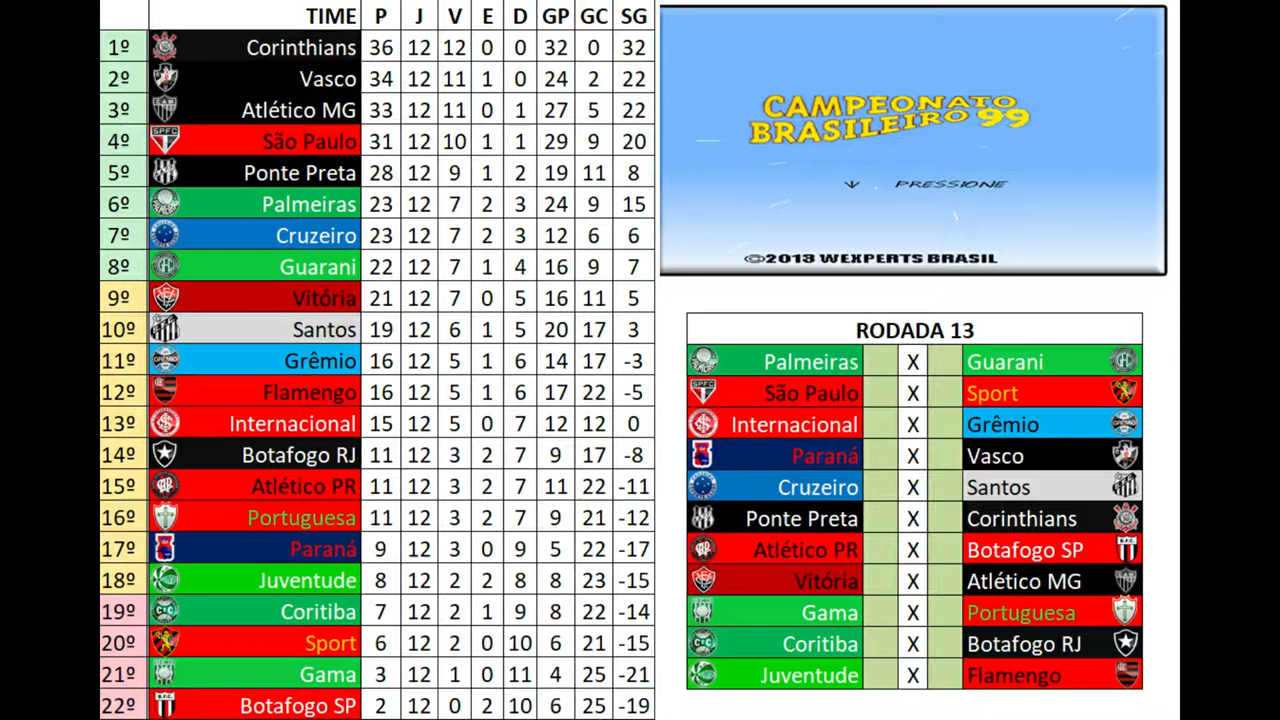 TIME P J V E D GP GC SG
1º Corinthians 36 12 12 0 0 32 0 32
2º Vasco 34 12 11 1 0 24 2 22
3º Atlético MG 33 12 11 0 1 27 5 22
4º São Paulo 31 12 10 1 1 29 9 20
5º Ponte Preta 28 12 9 1 2 19 11 8
6º Palmeiras 23 12 7 2 3 24 9 15
7º Cruzeiro 23 12 7 2 3 12 6 6
8º Guarani 22 12 7 1 4 16 9 7
9º Vitória 21 12 7 0 5 16 11 5
10º Santos 19 12 6 1 5 20 17 3
11º Grêmio 16 12 5 1 6 14 17 -3
12º Flamengo 16 12 5 1 6 17 22 -5
13º Internacional 15 12 5 0 7 12 12 0
14º Botafogo RJ 11 12 3 2 7 9 17 -8
15º Atlético PR 11 12 3 2 7 11 22 -11
16º Portuguesa 11 12 3 2 7 9 21 -12
17º Paraná 9 12 3 0 9 5 22 -17
18º Juventude 8 12 2 2 8 8 23 -15
19º Coritiba 7 12 2 1 9 8 22 -14
20º Sport 6 12 2 0 10 6 21 -15
21º Gama 3 12 1 0 11 4 25 -21
22º Botafogo SP 2 12 0 2 10 6 25 -19
CAMPEONATO
BRASILEIRO 99
PRESSIONE
©2013 WEXPERTS BRASIL
RODADA 13
Palmeiras X Guarani
São Paulo X Sport
Internacional X Grêmio
Paraná X Vasco
Cruzeiro X Santos
Ponte Preta X Corinthians
Atlético PR X Botafogo SP
Vitória X Atlético MG
Gama X Portuguesa
Coritiba X Botafogo RJ
Juventude X Flamengo